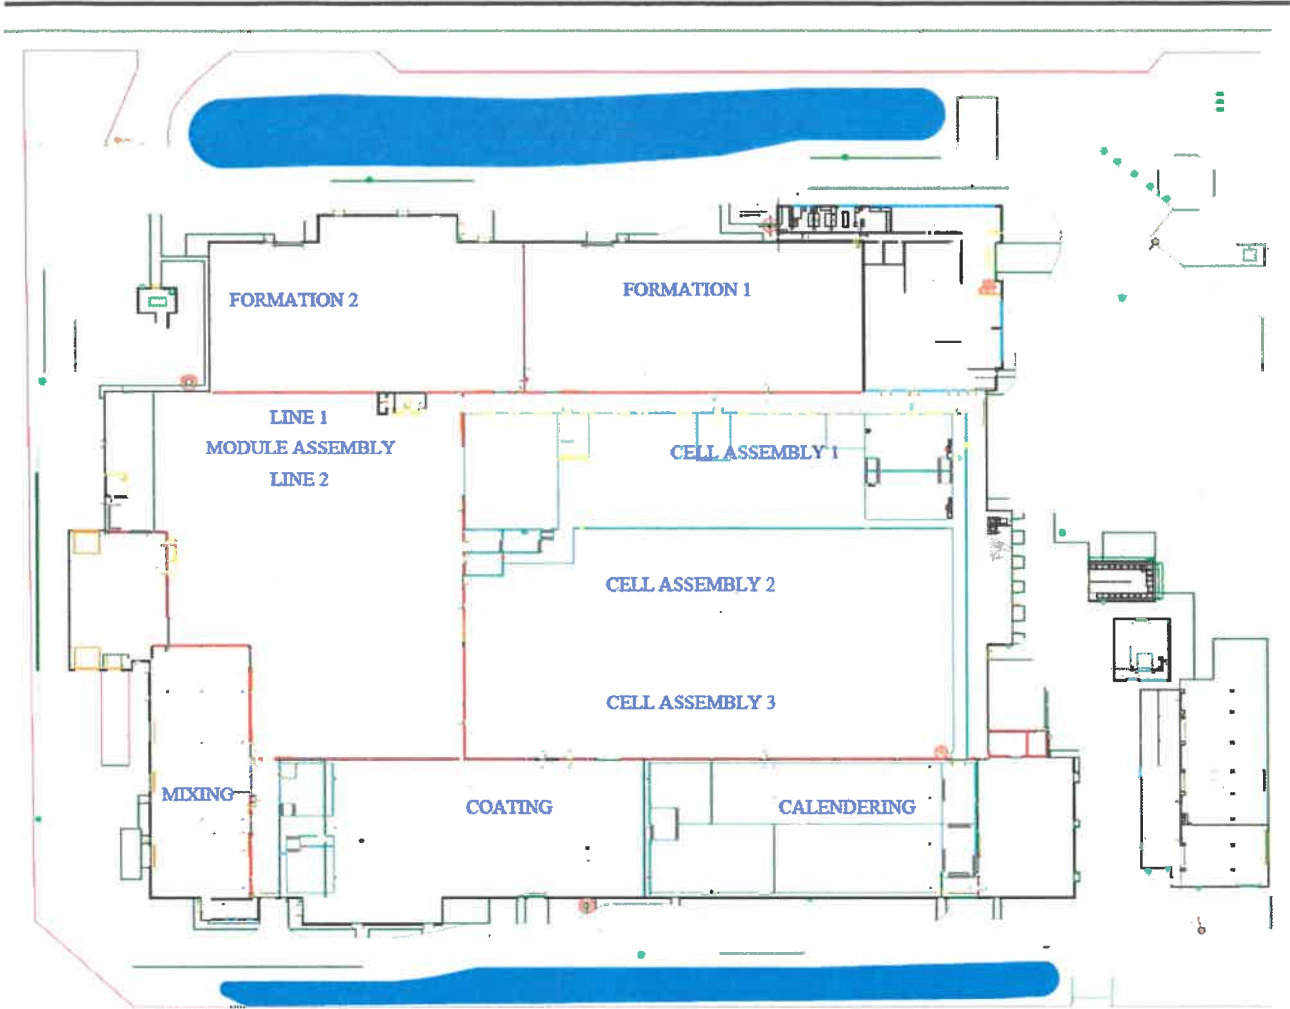 FORMATION 2
FORMATION 1
LINE 1
MODULE ASSEMBLY
LINE 2
CELL ASSEMBLY 1
CELL ASSEMBLY 2
CELL ASSEMBLY 3
MIXING
COATING
CALENDERING